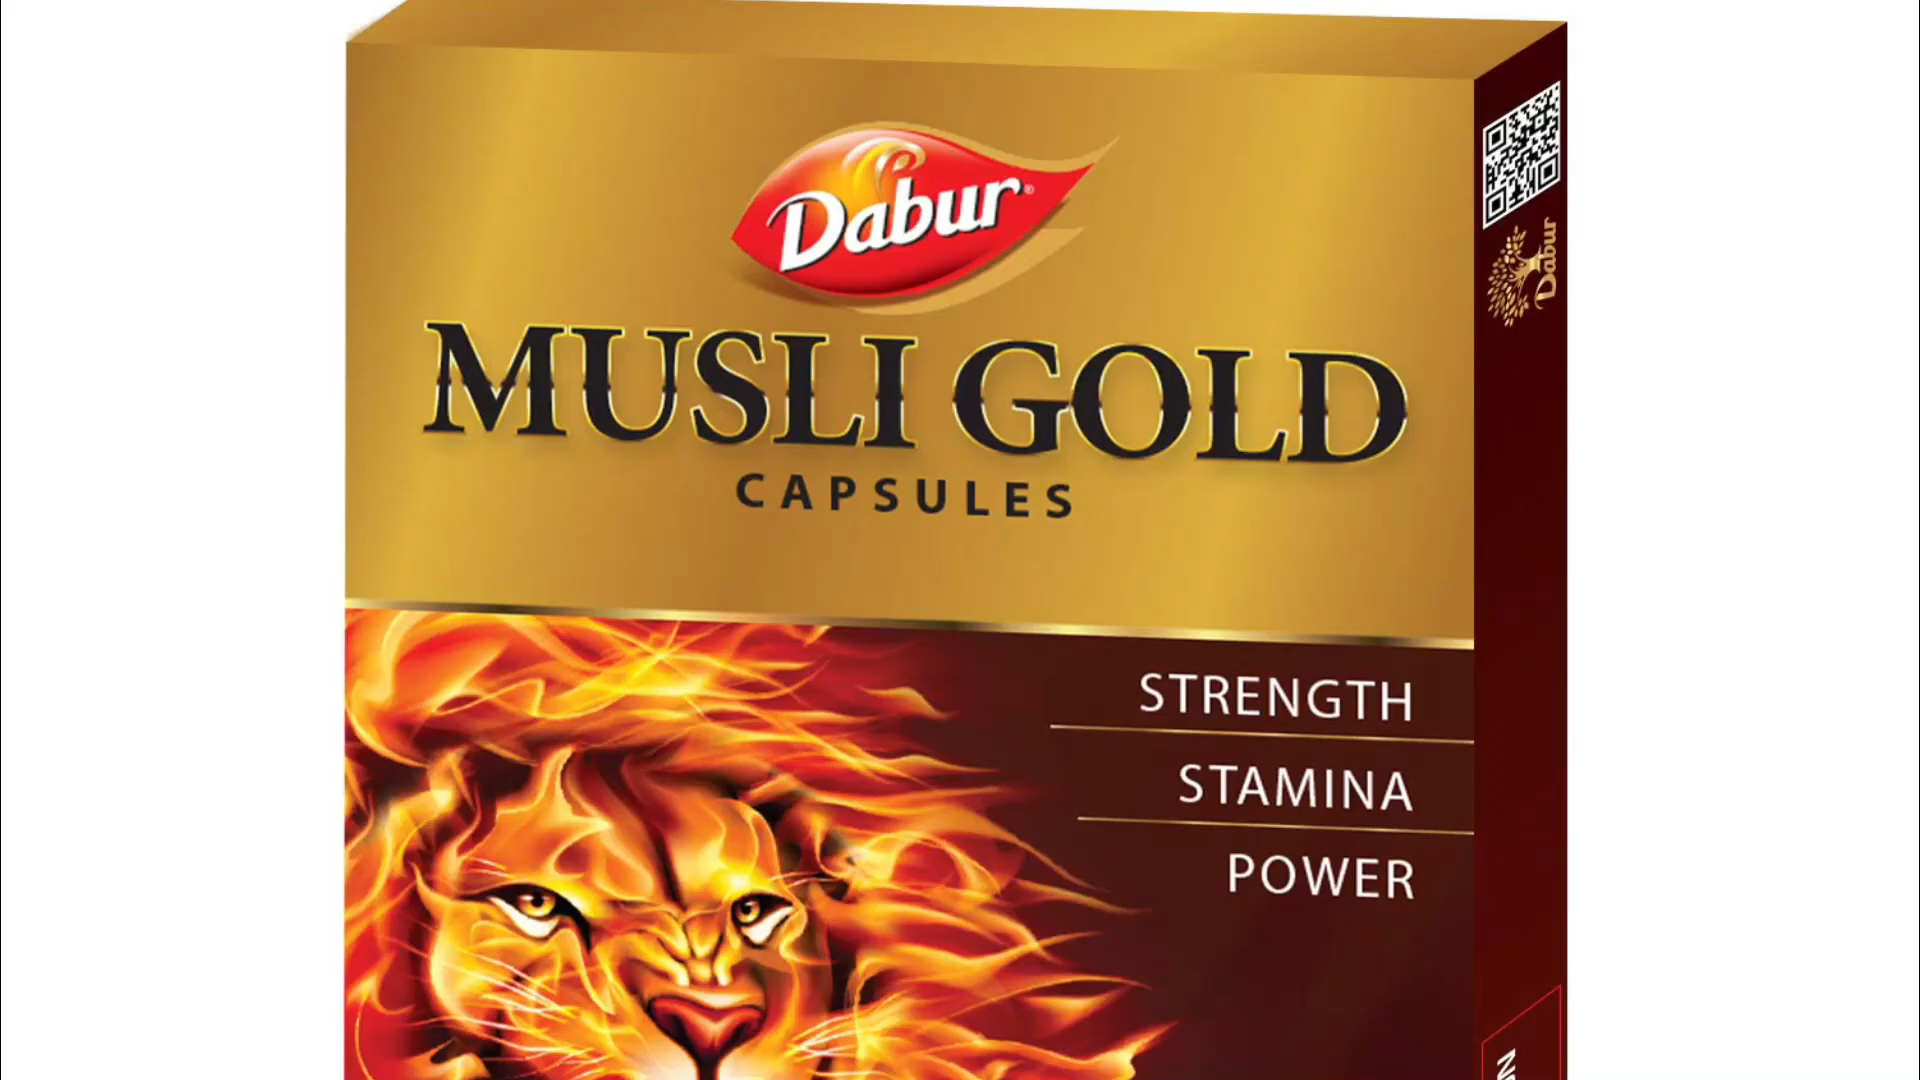 Dabur
MUSLI GOLD
CAPSULES
STRENGTH
STAMINA
POWER
Dabur